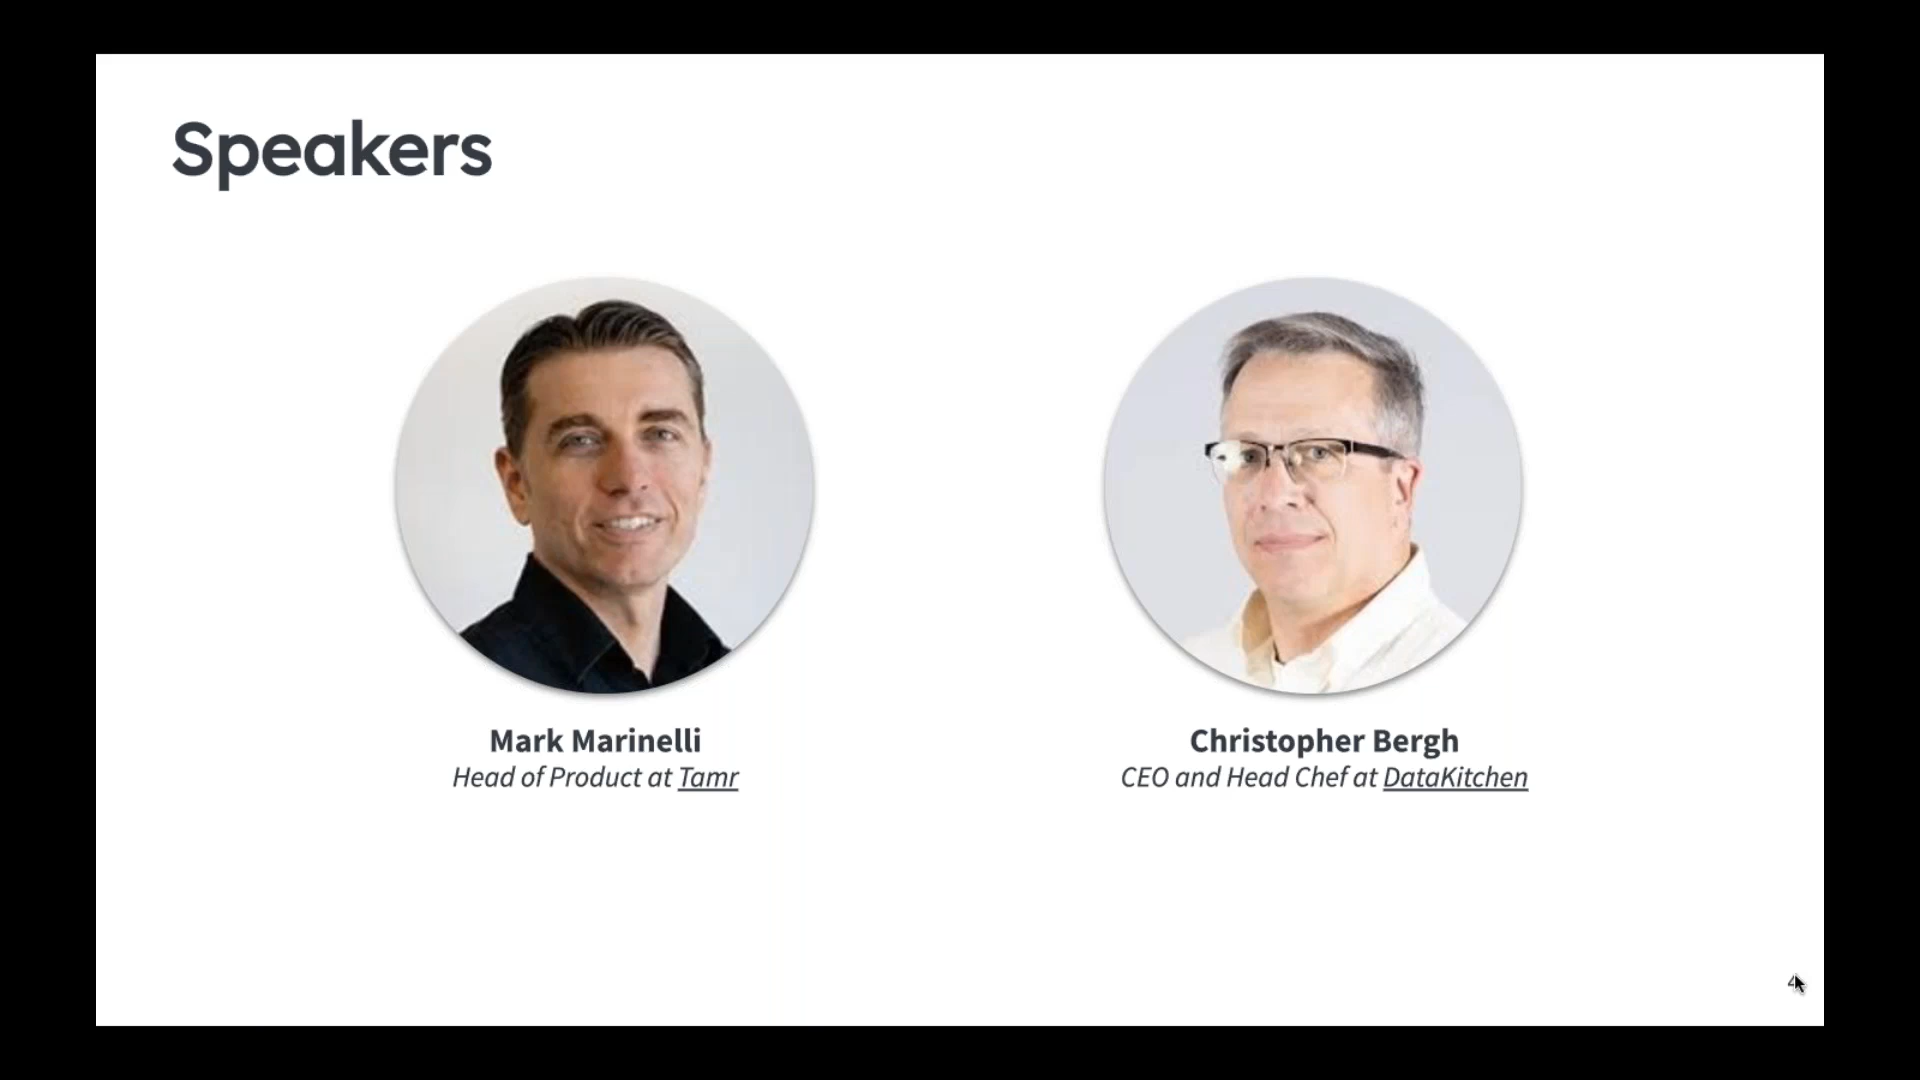 Speakers
Mark Marinelli
Head of Product at Tamr
Christopher Bergh
CEO and Head Chef at DataKitchen